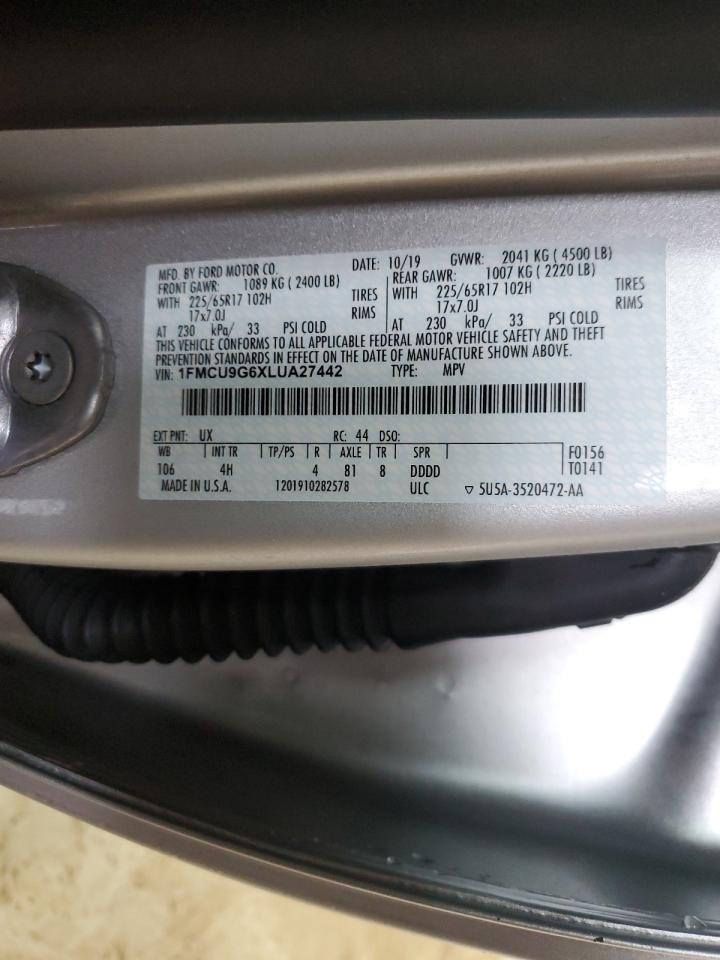 MFD. BY FORD MOTOR CO. DATE: 10/19 GVWR: 2041 KG ( 4500 LB)
FRONT GAWR: 1089 KG ( 2400 LB) REAR GAWR: 1007 KG ( 2220 LB)
WITH 225/65R17 102H TIRES WITH 225/65R17 102H TIRES
17x7.0J RIMS 17x7.0J RIMS
AT 230 kPa/ 33 PSI COLD AT 230 kPa/ 33 PSI COLD
THIS VEHICLE CONFORMS TO ALL APPLICABLE FEDERAL MOTOR VEHICLE SAFETY AND THEFT
PREVENTION STANDARDS IN EFFECT ON THE DATE OF MANUFACTURE SHOWN ABOVE.
VIN: 1FMCU9G6XLUA27442 TYPE: MPV
EXT PNT: UX RC: 44 DSO:
WB INT TR TP/PS R AXLE TR SPR F0156
106 4H 4 81 8 DDDD T0141
MADE IN U.S.A. 1201910282578 ULC ▽ 5U5A-3520472-AA